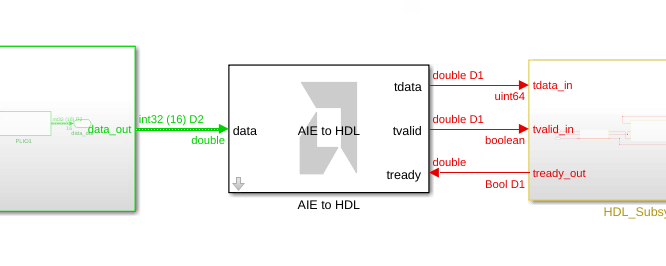 data_out
int32 (16) D2
double
PLIO1
data
AIE to HDL
tdata
tvalid
tready
AIE to HDL
double D1
uint64
double D1
boolean
double
Bool D1
tdata_in
tvalid_in
tready_out
HDL_Subsy